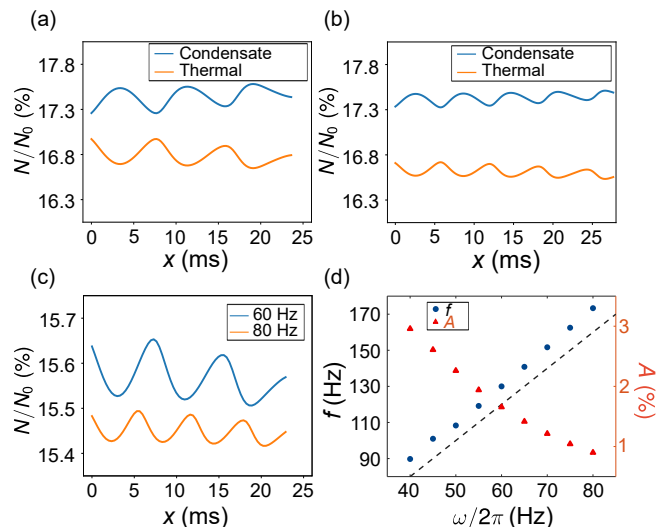 (a)
Condensate
Thermal
17.8
17.3
16.8
16.3
N/N₀ (%)
0 5 10 15 20 25
x (ms)
(b)
Condensate
Thermal
17.8
17.3
16.8
16.3
N/N₀ (%)
0 5 10 15 20 25
x (ms)
(c)
60 Hz
80 Hz
15.7
15.6
15.5
15.4
N/N₀ (%)
0 5 10 15 20 25
x (ms)
(d)
f
A
170
150
130
110
90
f (Hz)
3
2
1
A (%)
40 50 60 70 80
ω/2π (Hz)